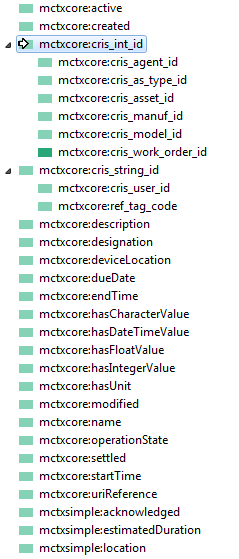 mctxcore:active
mctxcore:created
mctxcore:cris_int_id
mctxcore:cris_agent_id
mctxcore:cris_as_type_id
mctxcore:cris_asset_id
mctxcore:cris_manuf_id
mctxcore:cris_model_id
mctxcore:cris_work_order_id
mctxcore:cris_string_id
mctxcore:cris_user_id
mctxcore:ref_tag_code
mctxcore:description
mctxcore:designation
mctxcore:deviceLocation
mctxcore:dueDate
mctxcore:endTime
mctxcore:hasCharacterValue
mctxcore:hasDateTimeValue
mctxcore:hasFloatValue
mctxcore:hasIntegerValue
mctxcore:hasUnit
mctxcore:modified
mctxcore:name
mctxcore:operationState
mctxcore:settled
mctxcore:startTime
mctxcore:uriReference
mctxsimple:acknowledged
mctxsimple:estimatedDuration
mctxsimple:location